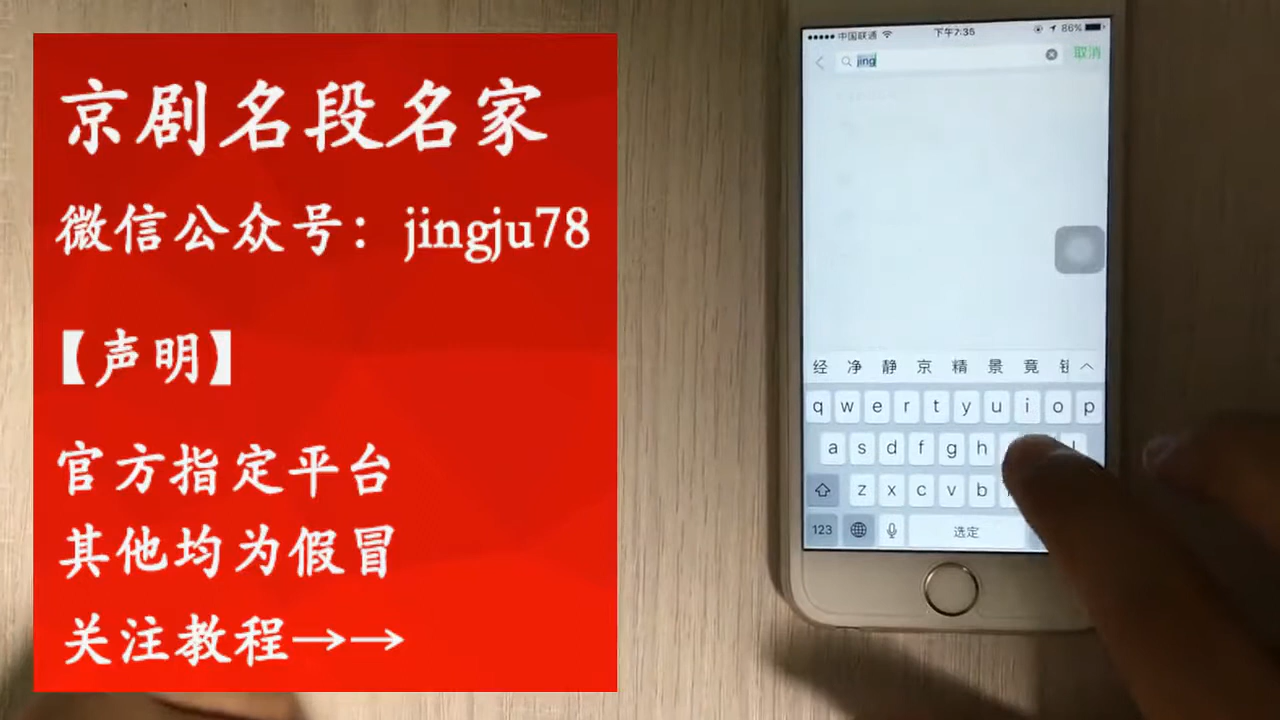 京剧名段名家
微信公众号：jingju78
【声明】
官方指定平台
其他均为假冒
关注教程→→
中国联通 下午7:35 86%
jing 取消
经 净 静 京 精 景 竟
q w e r t y u i o p
a s d f g h
z x c v b
123 选定